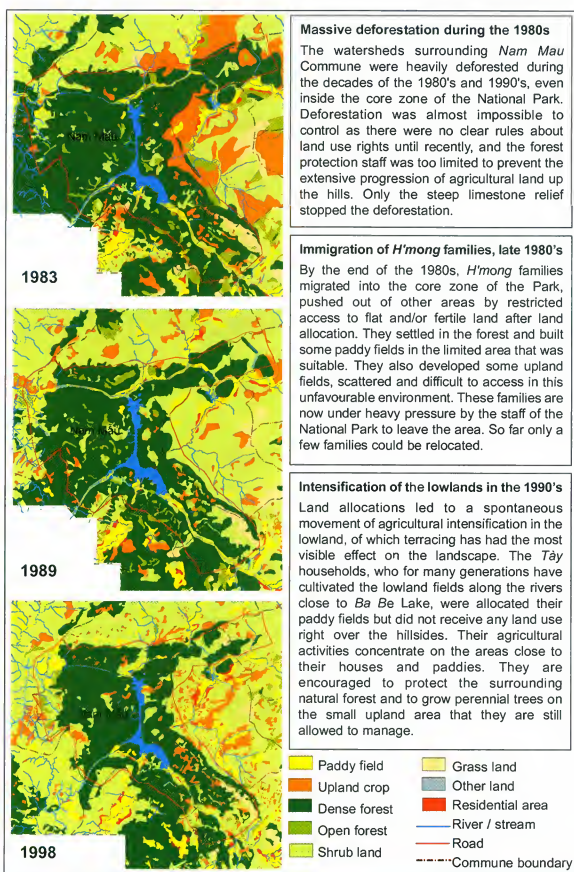 Massive deforestation during the 1980s
The watersheds surrounding Nam Mau
Commune were heavily deforested during
the decades of the 1980's and 1990's, even
inside the core zone of the National Park.
Deforestation was almost impossible to
control as there were no clear rules about
land use rights until recently, and the forest
protection staff was too limited to prevent the
extensive progression of agricultural land up
the hills. Only the steep limestone relief
stopped the deforestation.
Nam Mâu
1983
Immigration of H'mong families, late 1980's
By the end of the 1980s, H'mong families
migrated into the core zone of the Park,
pushed out of other areas by restricted
access to flat and/or fertile land after land
allocation. They settled in the forest and built
some paddy fields in the limited area that was
suitable. They also developed some upland
fields, scattered and difficult to access in this
unfavourable environment. These families are
now under heavy pressure by the staff of the
National Park to leave the area. So far only a
few families could be relocated.
Nam Mâu
1989
Intensification of the lowlands in the 1990's
Land allocations led to a spontaneous
movement of agricultural intensification in the
lowland, of which terracing has had the most
visible effect on the landscape. The Tày
households, who for many generations have
cultivated the lowland fields along the rivers
close to Ba Be Lake, were allocated their
paddy fields but did not receive any land use
right over the hillsides. Their agricultural
activities concentrate on the areas close to
their houses and paddies. They are
encouraged to protect the surrounding
natural forest and to grow perennial trees on
the small upland area that they are still
allowed to manage.
1998
Paddy field
Upland crop
Dense forest
Open forest
Shrub land
Grass land
Other land
Residential area
River / stream
Road
Commune boundary